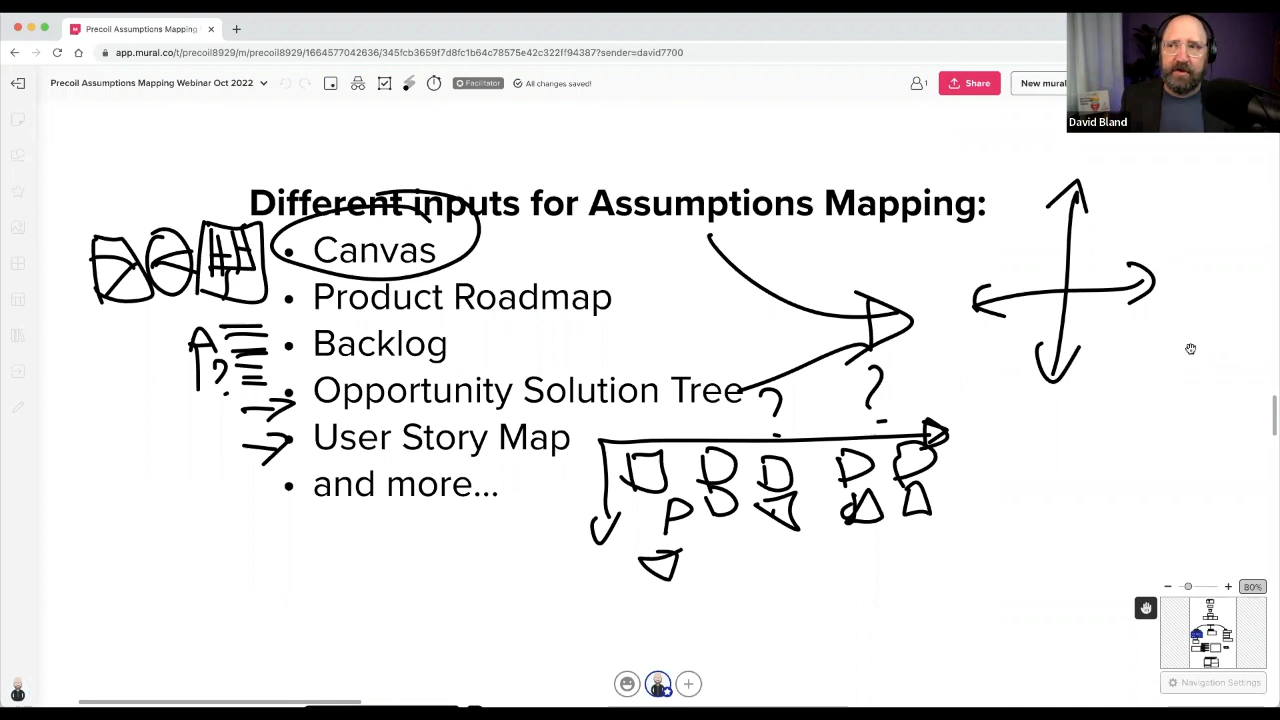 Precoil Assumptions Mapping
app.mural.co/t/precoil8929/m/precoil8929/1664577042636/345fcb3659f7d8fc1b64c78575e42c322ff94387?sender=david7700
Precoil Assumptions Mapping Webinar Oct 2022
Facilitator
All changes saved!
1
Share
New mural
David Bland
Different inputs for Assumptions Mapping:
• Canvas
• Product Roadmap
• Backlog
?
• Opportunity Solution Tree
? ?
• User Story Map
• and more...
80%
Navigation Settings